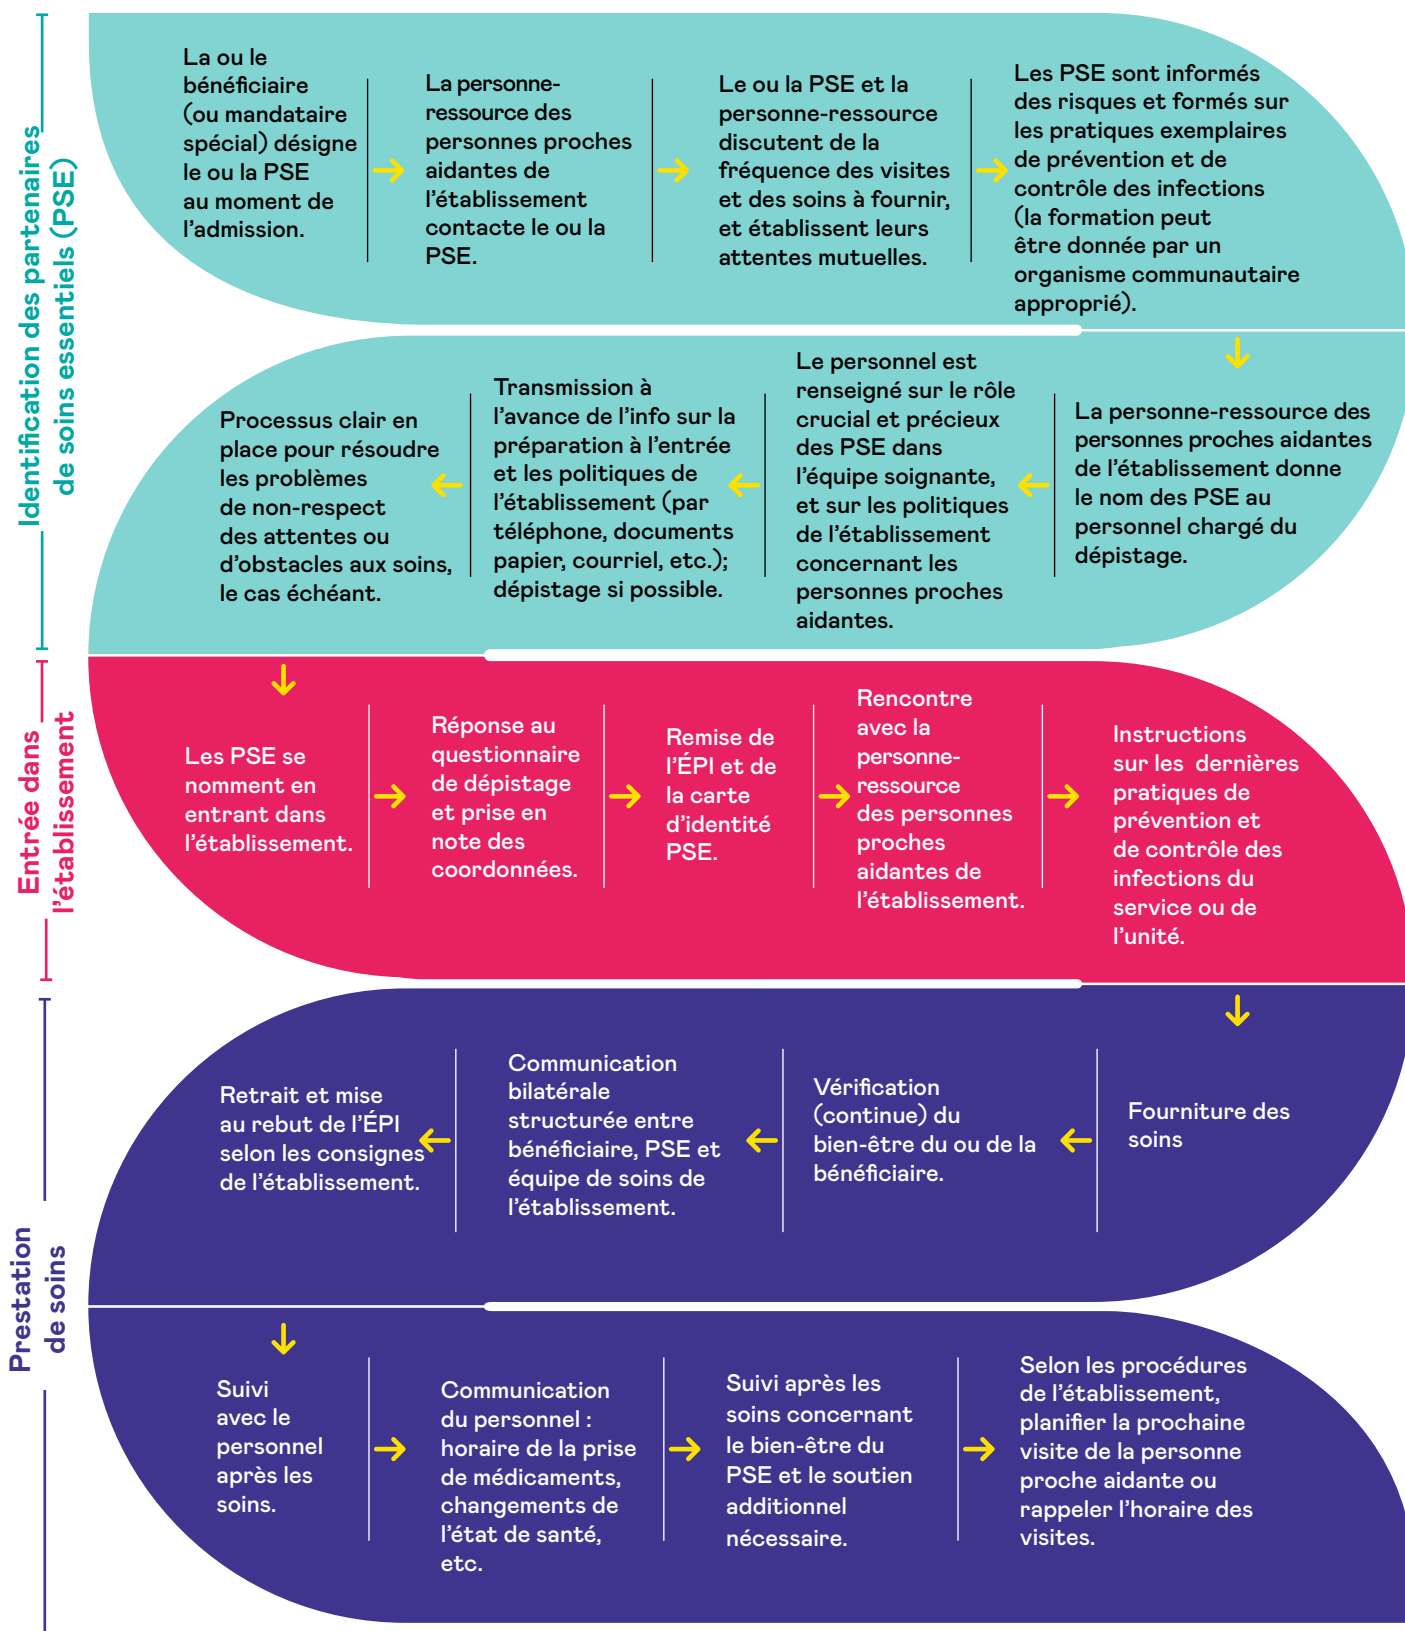 Identification des partenaires
de soins essentiels (PSE)
La ou le
bénéficiaire
(ou mandataire
spécial) désigne
le ou la PSE
au moment de
l'admission.
La personne-
ressource des
personnes proches
aidantes de
l'établissement
contacte le ou la
PSE.
Le ou la PSE et la
personne-ressource
discutent de la
fréquence des visites
et des soins à fournir,
et établissent leurs
attentes mutuelles.
Les PSE sont informés
des risques et formés sur
les pratiques exemplaires
de prévention et de
contrôle des infections
(la formation peut
être donnée par un
organisme communautaire
approprié).
La personne-ressource des
personnes proches aidantes
de l'établissement donne
le nom des PSE au
personnel chargé du
dépistage.
Le personnel est
renseigné sur le rôle
crucial et précieux
des PSE dans
l'équipe soignante,
et sur les politiques
de l'établissement
concernant les
personnes proches
aidantes.
Transmission à
l'avance de l'info sur la
préparation à l'entrée
et les politiques de
l'établissement (par
téléphone, documents
papier, courriel, etc.);
dépistage si possible.
Processus clair en
place pour résoudre
les problèmes
de non-respect
des attentes ou
d'obstacles aux soins,
le cas échéant.
Entrée dans
l'établissement
Les PSE se
nomment en
entrant dans
l'établissement.
Réponse au
questionnaire
de dépistage
et prise en
note des
coordonnées.
Remise de
l'ÉPI et de
la carte
d'identité
PSE.
Rencontre
avec la
personne-
ressource
des personnes
proches
aidantes de
l'établissement.
Instructions
sur les dernières
pratiques de
prévention et
de contrôle des
infections du
service ou de
l'unité.
Prestation
de soins
Fourniture des
soins
Vérification
(continue) du
bien-être du ou de la
bénéficiaire.
Communication
bilatérale
structurée entre
bénéficiaire, PSE et
équipe de soins de
l'établissement.
Retrait et mise
au rebut de l'ÉPI
selon les consignes
de l'établissement.
Suivi
avec le
personnel
après les
soins.
Communication
du personnel :
horaire de la prise
de médicaments,
changements de
l'état de santé,
etc.
Suivi après les
soins concernant
le bien-être du
PSE et le soutien
additionnel
nécessaire.
Selon les procédures
de l'établissement,
planifier la prochaine
visite de la personne
proche aidante ou
rappeler l'horaire des
visites.